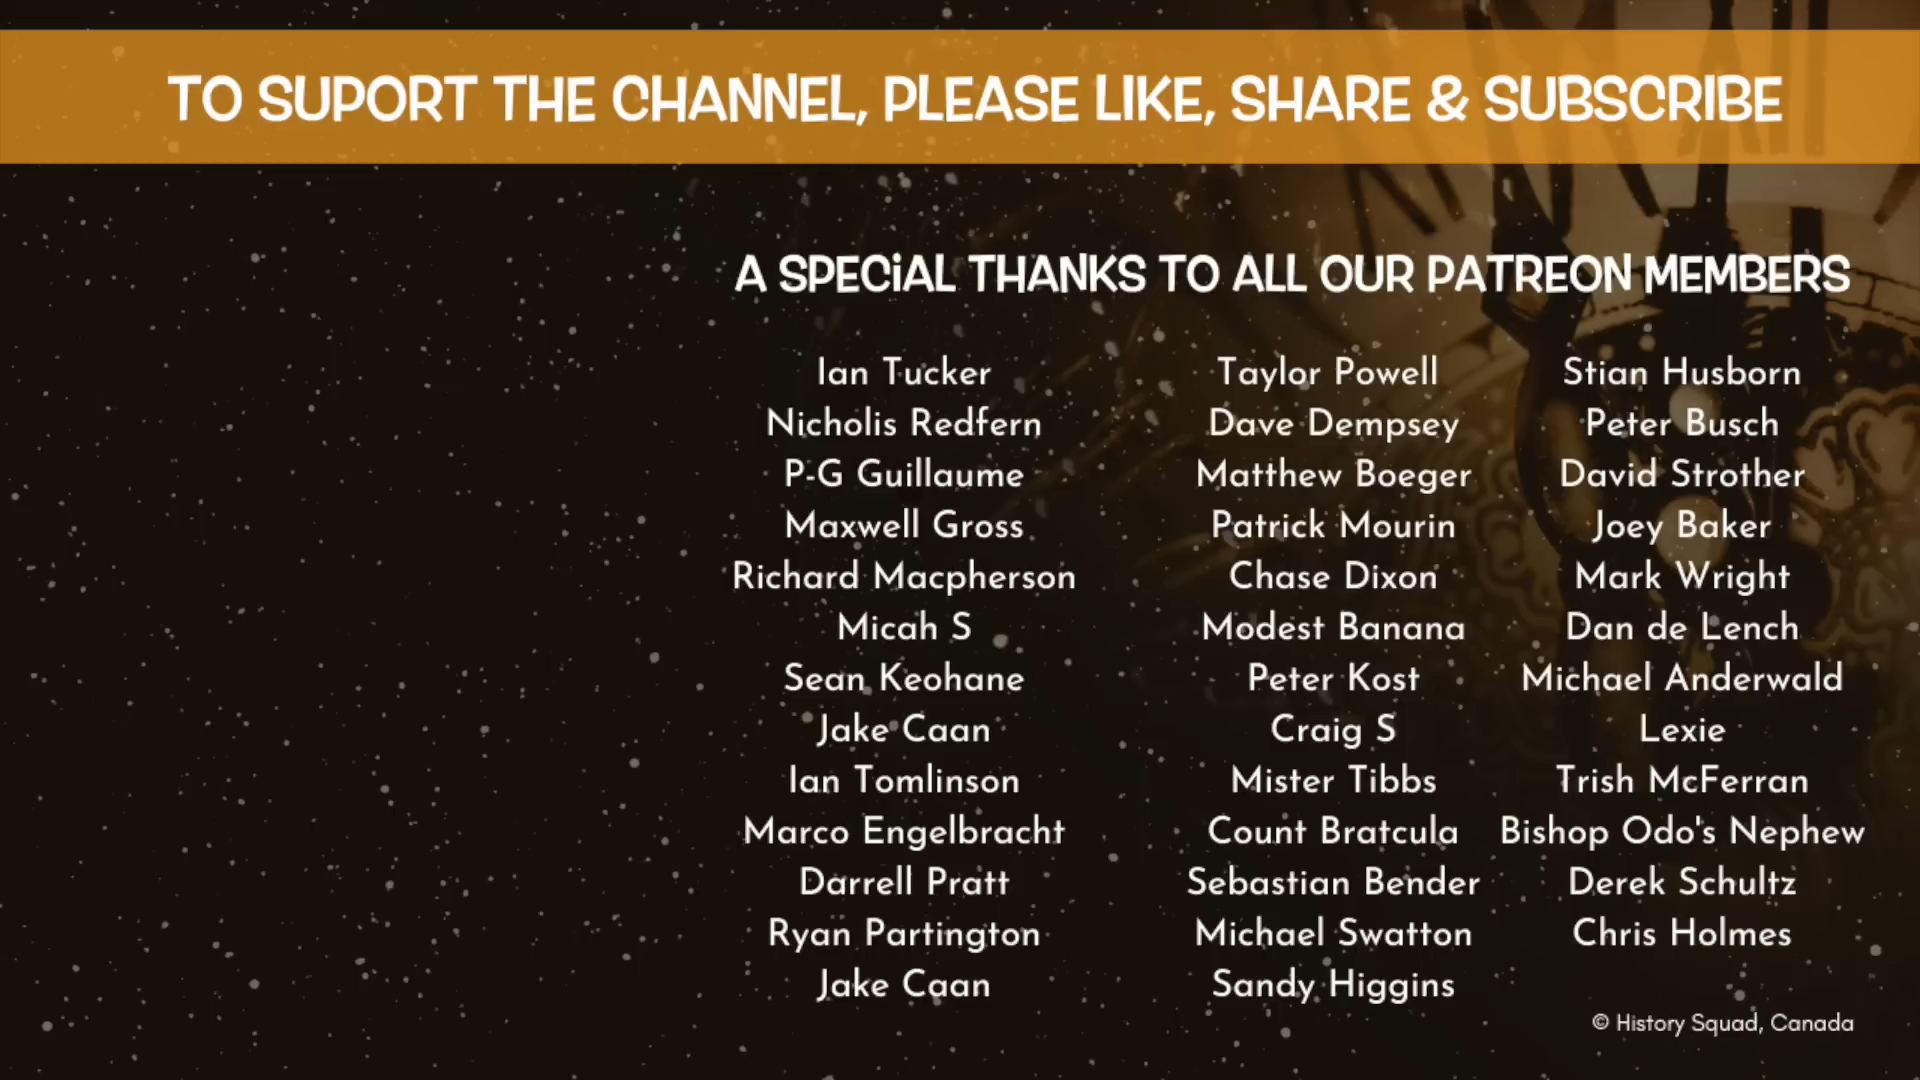 TO SUPORT THE CHANNEL, PLEASE LIKE, SHARE & SUBSCRIBE
A SPECIAL THANKS TO ALL OUR PATREON MEMBERS
Ian Tucker
Nicholis Redfern
P-G Guillaume
Maxwell Gross
Richard Macpherson
Micah S
Sean Keohane
Jake Caan
Ian Tomlinson
Marco Engelbracht
Darrell Pratt
Ryan Partington
Jake Caan
Taylor Powell
Dave Dempsey
Matthew Boeger
Patrick Mourin
Chase Dixon
Modest Banana
Peter Kost
Craig S
Mister Tibbs
Count Bratcula
Sebastian Bender
Michael Swatton
Sandy Higgins
Stian Husborn
Peter Busch
David Strother
Joey Baker
Mark Wright
Dan de Lench
Michael Anderwald
Lexie
Trish McFerran
Bishop Odo's Nephew
Derek Schultz
Chris Holmes
© History Squad, Canada